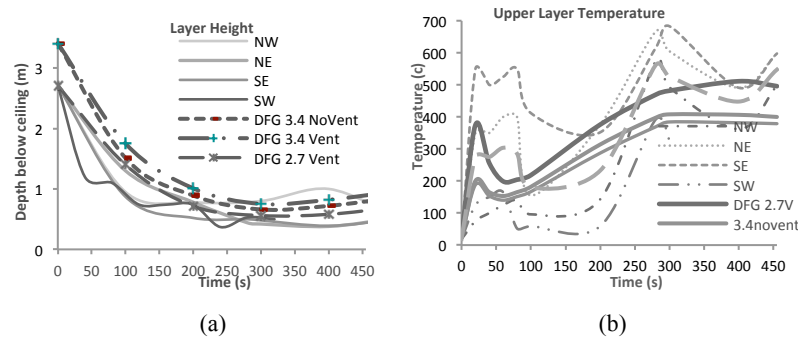 Layer Height
NW
NE
SE
SW
DFG 3.4 NoVent
DFG 3.4 Vent
DFG 2.7 Vent
Depth below ceiling (m)
3
2
1
0
0 50 100 150 200 250 300 350 400 450
Time (s)
(a)
Upper Layer Temperature
Temperature (c)
700
600
500
400
300
200
100
0
0 50 100 150 200 250 300 350 400 450
Time (s)
NW
NE
SE
SW
DFG 2.7V
3.4novent
(b)